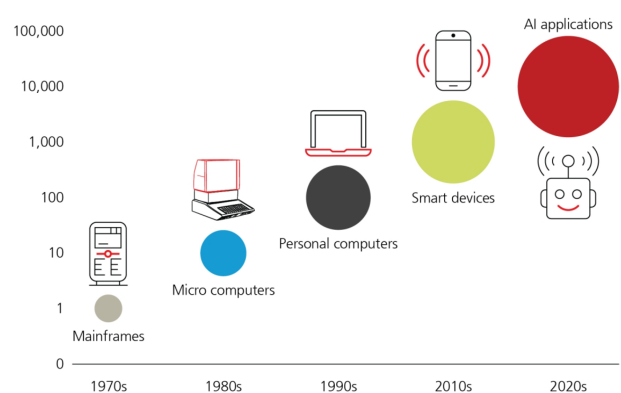 100,000
10,000
1,000
100
10
1
0
AI applications
Smart devices
Personal computers
Micro computers
Mainframes
1970s
1980s
1990s
2010s
2020s